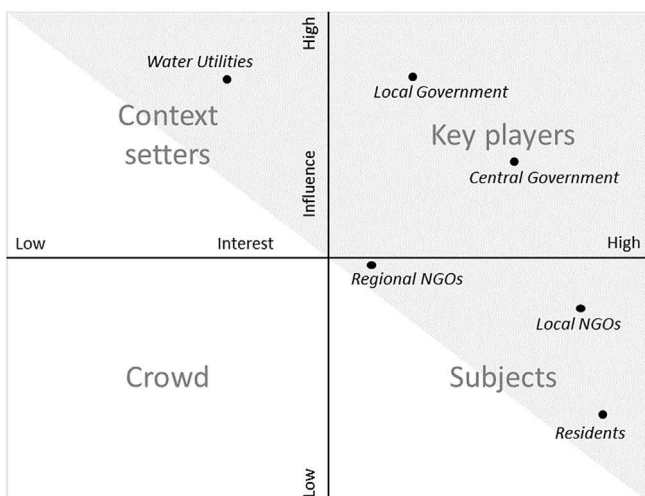 High
Water Utilities
Local Government
Context
setters
Key players
Influence
Central Government
Low
Interest
High
Regional NGOs
Local NGOs
Crowd
Subjects
Residents
Low